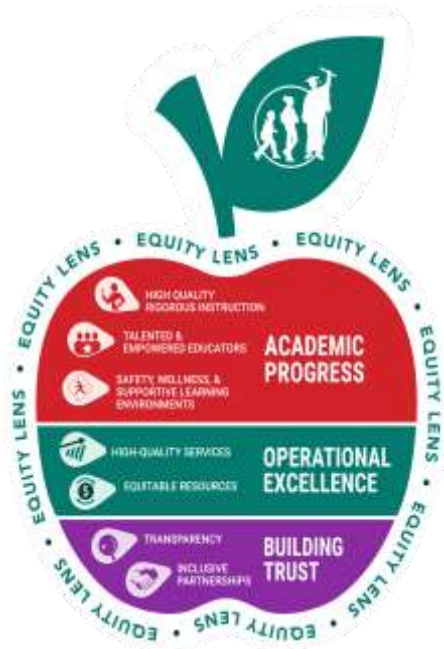 EQUITY LENS • EQUITY LENS • EQUITY LENS • EQUITY LENS • EQUITY LENS • EQUITY LENS • EQUITY LENS • EQUITY LENS • EQUITY LENS •
HIGH QUALITY
RIGOROUS INSTRUCTION
TALENTED &
EMPOWERED EDUCATORS
SAFETY, WELLNESS, &
SUPPORTIVE LEARNING
ENVIRONMENTS
ACADEMIC
PROGRESS
HIGH-QUALITY SERVICES
EQUITABLE RESOURCES
OPERATIONAL
EXCELLENCE
TRANSPARENCY
INCLUSIVE
PARTNERSHIPS
BUILDING
TRUST